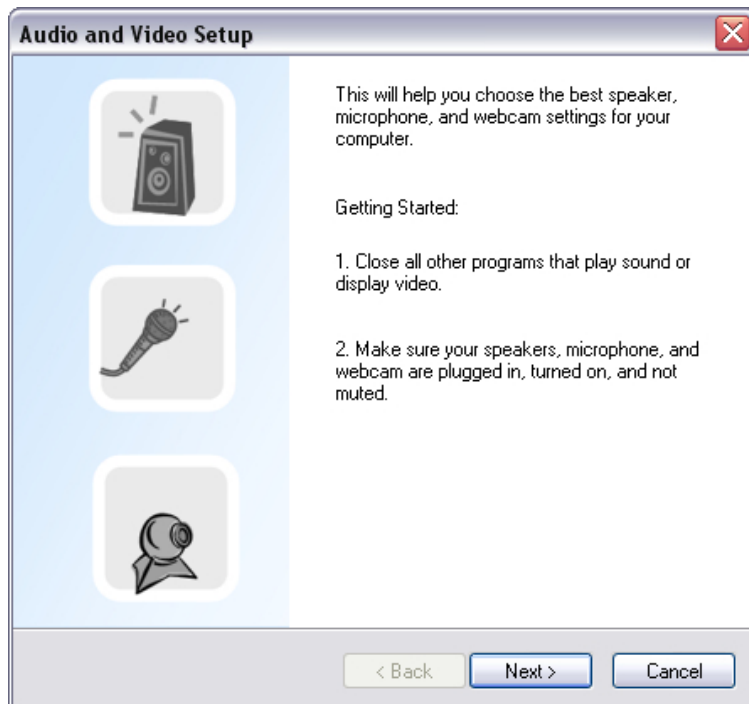 Audio and Video Setup
This will help you choose the best speaker,
microphone, and webcam settings for your
computer.
Getting Started:
1. Close all other programs that play sound or
display video.
2. Make sure your speakers, microphone, and
webcam are plugged in, turned on, and not
muted.
< Back Next > Cancel